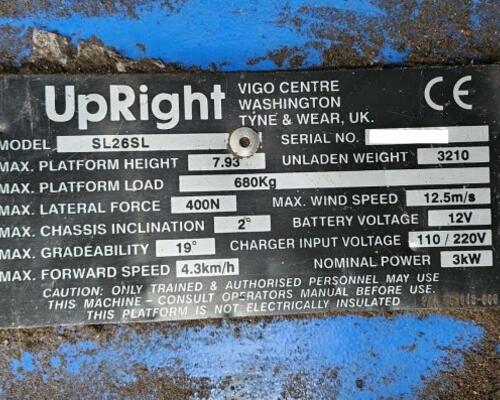 UpRight VIGO CENTRE
WASHINGTON
TYNE & WEAR, UK.
CE
MODEL SL26SL SERIAL NO.
MAX. PLATFORM HEIGHT 7.93 UNLADEN WEIGHT 3210
MAX. PLATFORM LOAD 680Kg
MAX. LATERAL FORCE 400N MAX. WIND SPEED 12.5m/s
MAX. CHASSIS INCLINATION 2° BATTERY VOLTAGE 12V
MAX. GRADEABILITY 19° CHARGER INPUT VOLTAGE 110 / 220V
MAX. FORWARD SPEED 4.3km/h NOMINAL POWER 3kW
CAUTION: ONLY TRAINED & AUTHORISED PERSONNEL MAY USE
THIS MACHINE - CONSULT OPERATORS MANUAL BEFORE USE.
THIS PLATFORM IS NOT ELECTRICALLY INSULATED